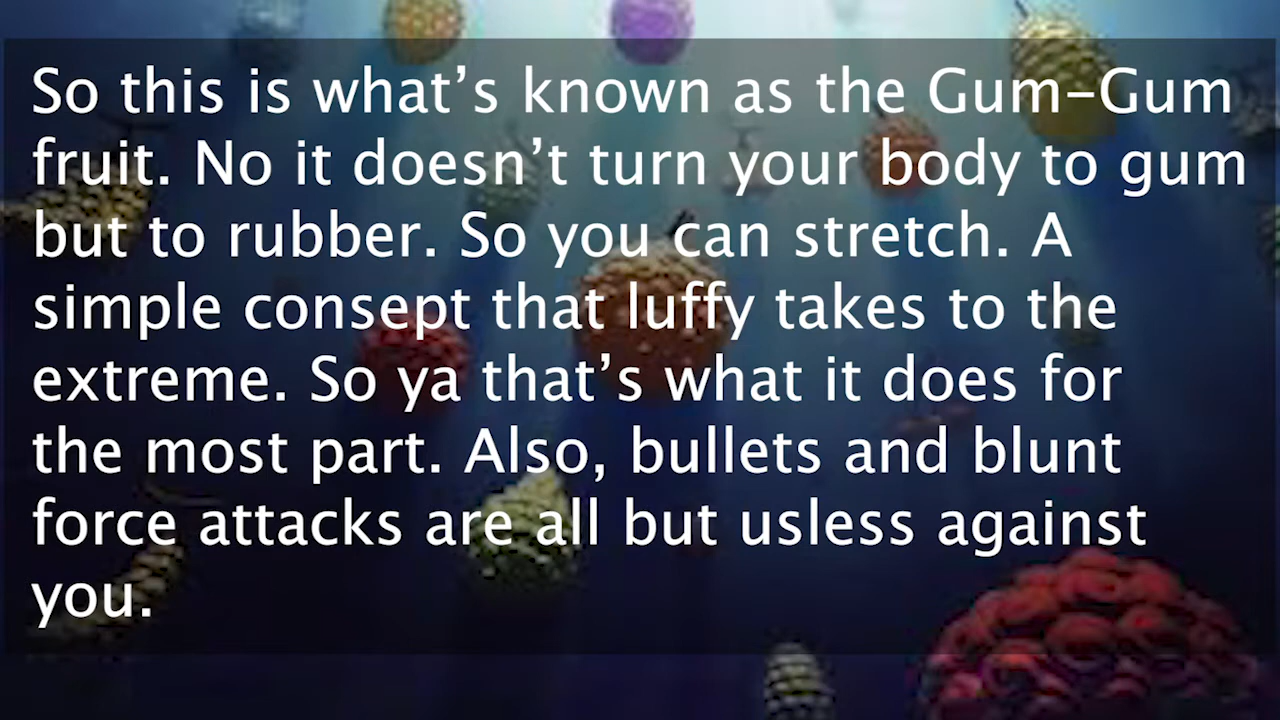 So this is what’s known as the Gum-Gum
fruit. No it doesn’t turn your body to gum
but to rubber. So you can stretch. A
simple consept that luffy takes to the
extreme. So ya that’s what it does for
the most part. Also, bullets and blunt
force attacks are all but usless against
you.